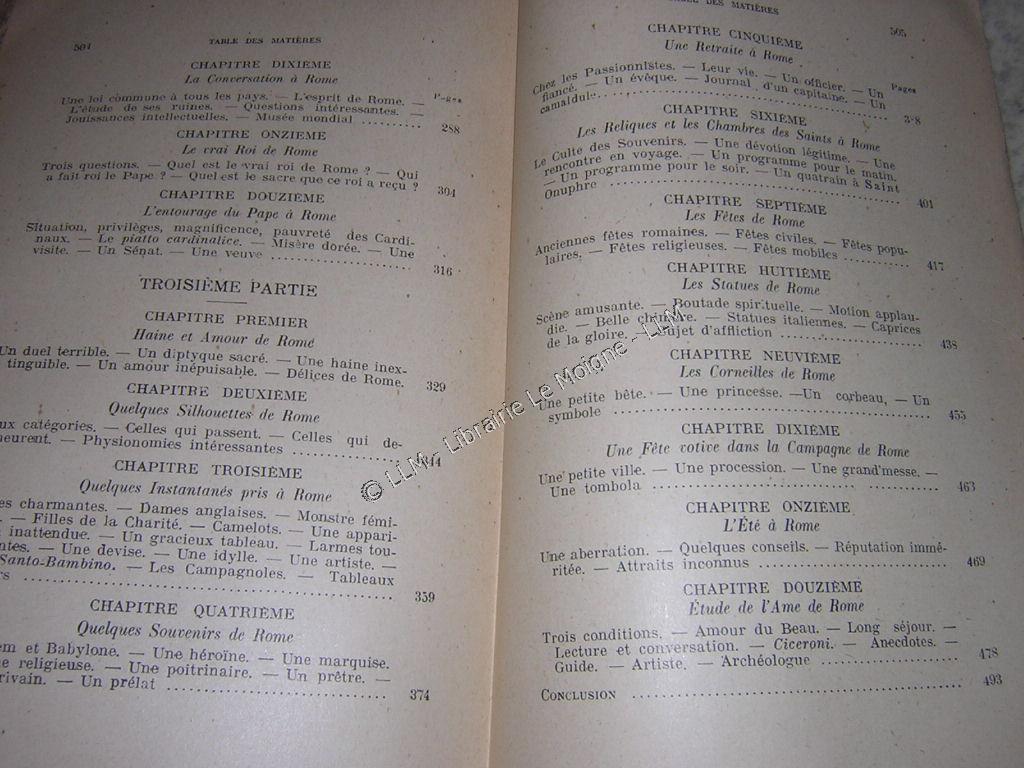 504
TABLE DES MATIÈRES
CHAPITRE DIXIÈME
La Conversation à Rome
Pages
Une loi commune à tous les pays. — L'esprit de Rome. —
L'étude de ses ruines. — Questions intéressantes. —
Jouissances intellectuelles. — Musée mondial .......... 288
CHAPITRE ONZIEME
Le vrai Roi de Rome
Trois questions. — Quel est le vrai roi de Rome ? — Qui
a fait roi le Pape ? — Quel est le sacre que ce roi a reçu ? 304
CHAPITRE DOUZIÈME
L'entourage du Pape à Rome
Situation, privilèges, magnificence, pauvreté des Cardi-
naux. — Le piatto cardinalice. — Misère dorée. — Une
visite. — Un Sénat. — Une veuve .................... 316
TROISIÈME PARTIE
CHAPITRE PREMIER
Haine et Amour de Rome
Un duel terrible. — Un diptyque sacré. — Une haine inex-
tinguible. — Un amour inépuisable. — Délices de Rome. 329
CHAPITRE DEUXIÈME
Quelques Silhouettes de Rome
ux catégories. — Celles qui passent. — Celles qui de-
neurent. — Physionomies intéressantes .............. 344
CHAPITRE TROISIÈME
Quelques Instantanés pris à Rome
es charmantes. — Dames anglaises. — Monstre fémi-
. — Filles de la Charité. — Camelots. — Une appari-
inattendue. — Un gracieux tableau. — Larmes tou-
ntes. — Une devise. — Une idylle. — Une artiste. —
Santo-Bambino. — Les Campagnoles. — Tableaux
rs .......................... 359
CHAPITRE QUATRIÈME
Quelques Souvenirs de Rome
em et Babylone. — Une héroïne. — Une marquise.
e religieuse. — Une poitrinaire. — Un prêtre. —
rivain. — Un prélat .......................... 374
DES MATIÈRES
505
CHAPITRE CINQUIÈME
Une Retraite à Rome
Pages
Chez les Passionnistes. — Leur vie. — Un officier. — Un
fiancé. — Un évêque. — Journal d'un capitaine. — Un
camaldule..............................
CHAPITRE SIXIÈME
Les Reliques et les Chambres des Saints à Rome
Le Culte des Souvenirs. — Une dévotion légitime. — Une
rencontre en voyage. — Un programme pour le matin.
— Un programme pour le soir. — Un quatrain à Saint
Onuphre .............................. 401
CHAPITRE SEPTIÈME
Les Fêtes de Rome
Anciennes fêtes romaines. — Fêtes civiles. — Fêtes popu-
laires. — Fêtes religieuses. — Fêtes mobiles .......... 417
CHAPITRE HUITIÈME
Les Statues de Rome
Scène amusante. — Boutade spirituelle. — Motion applau-
die. — Belle chimère. — Statues italiennes. — Caprices
de la gloire. — Sujet d'affliction .................... 438
CHAPITRE NEUVIÈME
Les Corneilles de Rome
Une petite bête. — Une princesse. — Un corbeau, — Un
symbole .............................. 455
CHAPITRE DIXIÈME
Une Fête votive dans la Campagne de Rome
Une petite ville. — Une procession. — Une grand'messe. —
Une tombola .............................. 463
CHAPITRE ONZIÈME
L'Été à Rome
Une aberration. — Quelques conseils. — Réputation immé-
ritée. — Attraits inconnus .................... 469
CHAPITRE DOUZIÈME
Étude de l'Ame de Rome
Trois conditions. — Amour du Beau. — Long séjour. —
Lecture et conversation. — Ciceroni. — Anecdotes. —
Guide. — Artiste. — Archéologue .................... 478
CONCLUSION .............................. 493
© LLM - Librairie Le Moigne - LLM